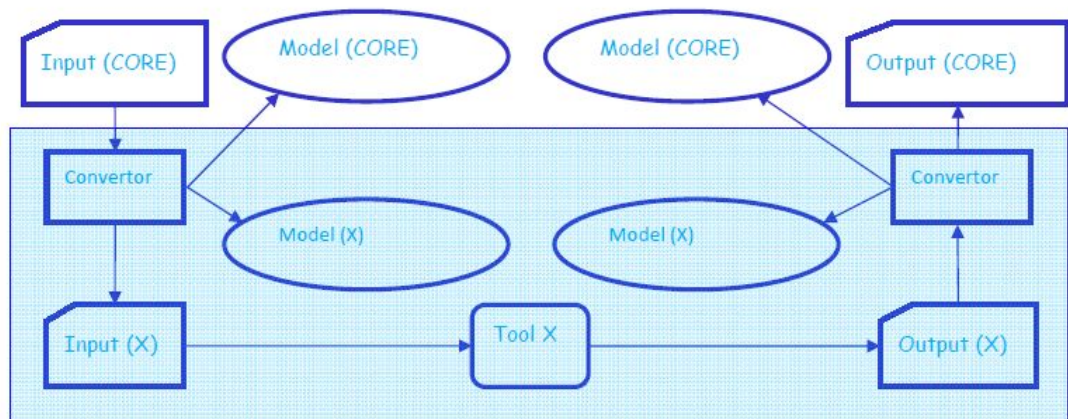 Input (CORE)
Model (CORE)
Model (CORE)
Output (CORE)
Convertor
Convertor
Model (X)
Model (X)
Input (X)
Tool X
Output (X)